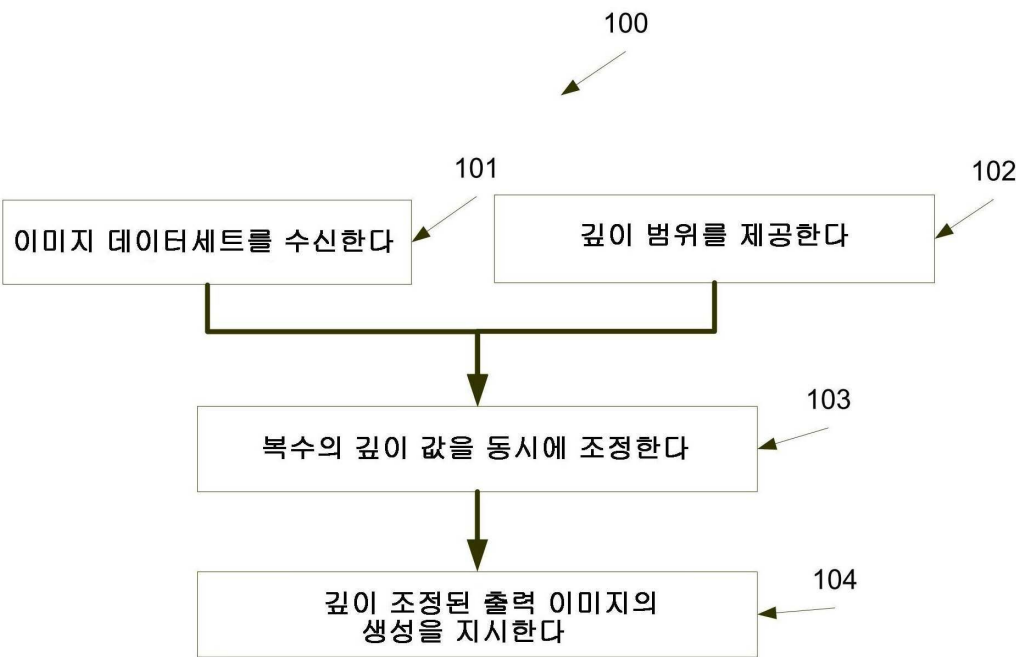 100
101
102
이미지 데이터세트를 수신한다
깊이 범위를 제공한다
103
복수의 깊이 값을 동시에 조정한다
104
깊이 조정된 출력 이미지의
생성을 지시한다